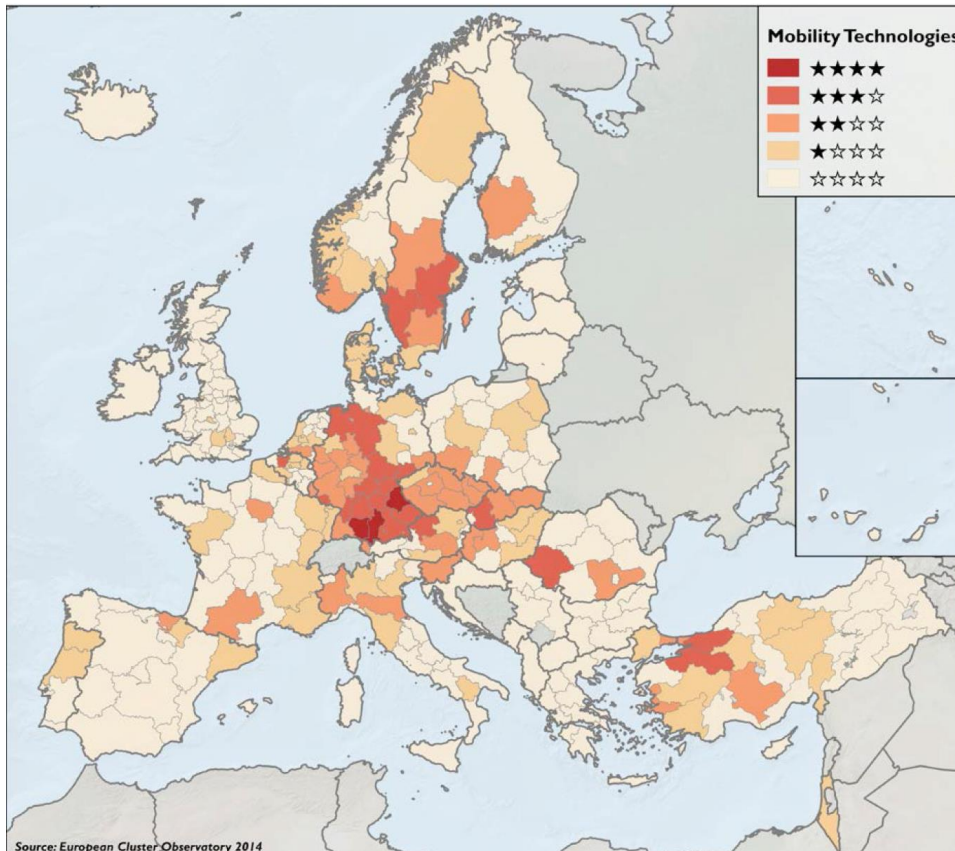 Mobility Technologies
★★★★
★★★☆
★★☆☆
★☆☆☆
☆☆☆☆
Source: European Cluster Observatory 2014